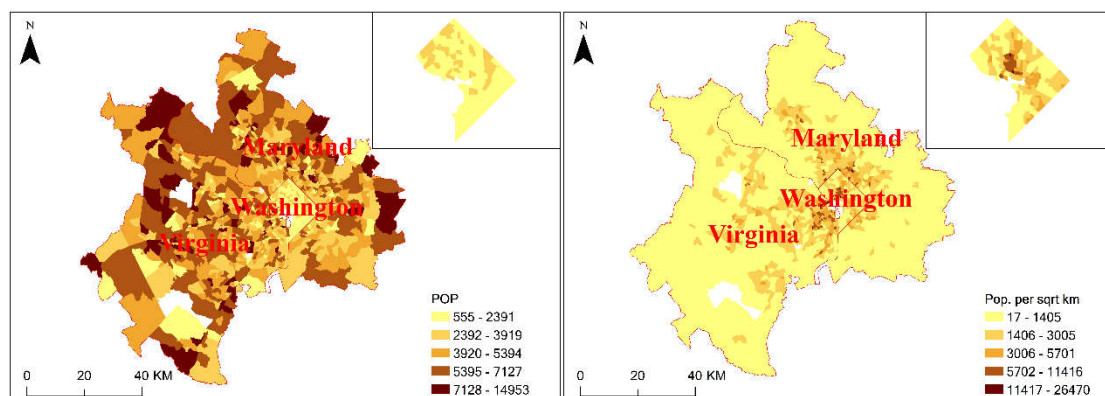 N
Maryland
Washington
Virginia
POP
555 - 2391
2392 - 3919
3920 - 5394
5395 - 7127
7128 - 14953
0 20 40 KM
N
Maryland
Washington
Virginia
Pop. per sqrt km
17 - 1405
1406 - 3005
3006 - 5701
5702 - 11416
11417 - 26470
0 20 40 KM